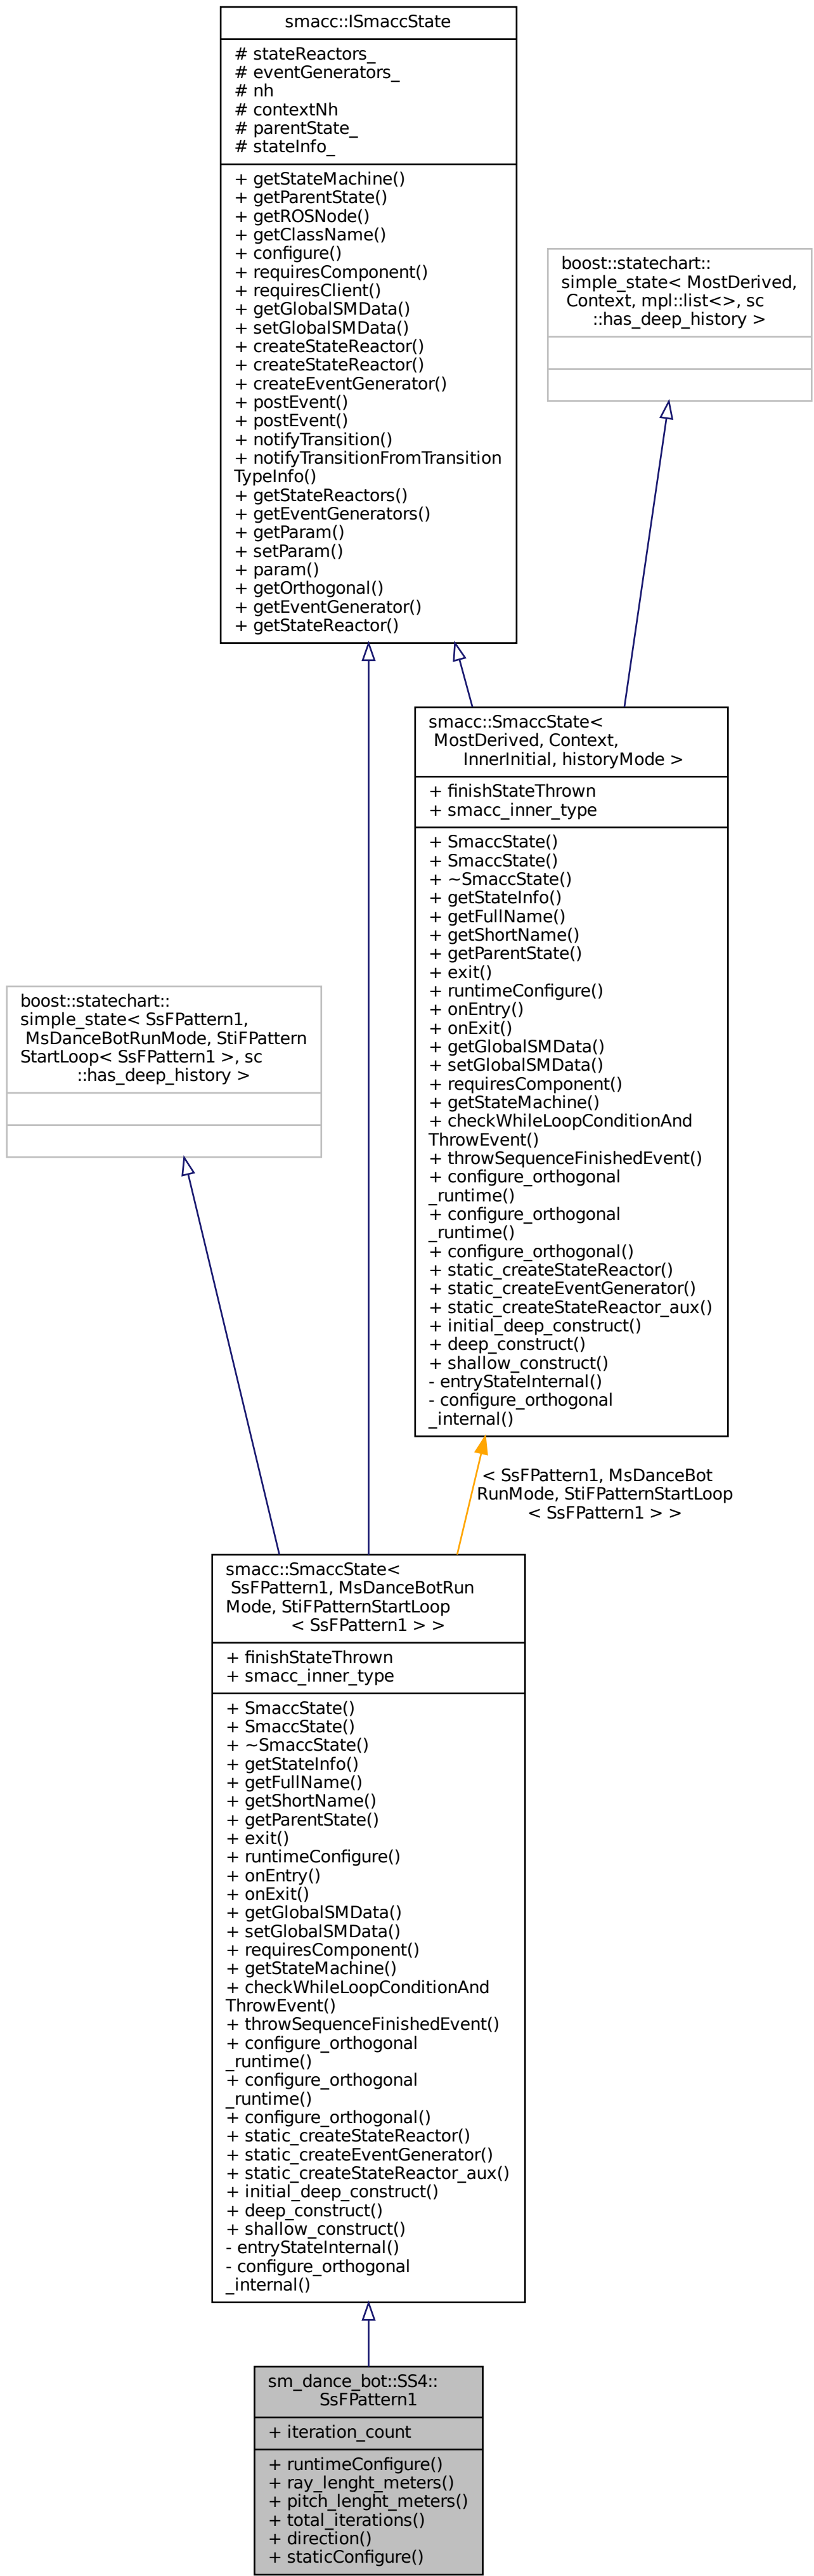 smacc::ISmaccState
# stateReactors_
# eventGenerators_
# nh
# contextNh
# parentState_
# stateInfo_
+ getStateMachine()
+ getParentState()
+ getROSNode()
+ getClassName()
+ configure()
+ requiresComponent()
+ requiresClient()
+ getGlobalSMData()
+ setGlobalSMData()
+ createStateReactor()
+ createStateReactor()
+ createEventGenerator()
+ postEvent()
+ postEvent()
+ notifyTransition()
+ notifyTransitionFromTransition
TypeInfo()
+ getStateReactors()
+ getEventGenerators()
+ getParam()
+ setParam()
+ param()
+ getOrthogonal()
+ getEventGenerator()
+ getStateReactor()
boost::statechart::
simple_state< MostDerived,
Context, mpl::list<>, sc
::has_deep_history >
smacc::SmaccState<
MostDerived, Context,
InnerInitial, historyMode >
+ finishStateThrown
+ smacc_inner_type
+ SmaccState()
+ SmaccState()
+ ~SmaccState()
+ getStateInfo()
+ getFullName()
+ getShortName()
+ getParentState()
+ exit()
+ runtimeConfigure()
+ onEntry()
+ onExit()
+ getGlobalSMData()
+ setGlobalSMData()
+ requiresComponent()
+ getStateMachine()
+ checkWhileLoopConditionAnd
ThrowEvent()
+ throwSequenceFinishedEvent()
+ configure_orthogonal
_runtime()
+ configure_orthogonal
_runtime()
+ configure_orthogonal()
+ static_createStateReactor()
+ static_createEventGenerator()
+ static_createStateReactor_aux()
+ initial_deep_construct()
+ deep_construct()
+ shallow_construct()
- entryStateInternal()
- configure_orthogonal
_internal()
boost::statechart::
simple_state< SsFPattern1,
MsDanceBotRunMode, StiFPattern
StartLoop< SsFPattern1 >, sc
::has_deep_history >
< SsFPattern1, MsDanceBot
RunMode, StiFPatternStartLoop
< SsFPattern1 > >
smacc::SmaccState<
SsFPattern1, MsDanceBotRun
Mode, StiFPatternStartLoop
< SsFPattern1 > >
+ finishStateThrown
+ smacc_inner_type
+ SmaccState()
+ SmaccState()
+ ~SmaccState()
+ getStateInfo()
+ getFullName()
+ getShortName()
+ getParentState()
+ exit()
+ runtimeConfigure()
+ onEntry()
+ onExit()
+ getGlobalSMData()
+ setGlobalSMData()
+ requiresComponent()
+ getStateMachine()
+ checkWhileLoopConditionAnd
ThrowEvent()
+ throwSequenceFinishedEvent()
+ configure_orthogonal
_runtime()
+ configure_orthogonal
_runtime()
+ configure_orthogonal()
+ static_createStateReactor()
+ static_createEventGenerator()
+ static_createStateReactor_aux()
+ initial_deep_construct()
+ deep_construct()
+ shallow_construct()
- entryStateInternal()
- configure_orthogonal
_internal()
sm_dance_bot::SS4::
SsFPattern1
+ iteration_count
+ runtimeConfigure()
+ ray_lenght_meters()
+ pitch_lenght_meters()
+ total_iterations()
+ direction()
+ staticConfigure()